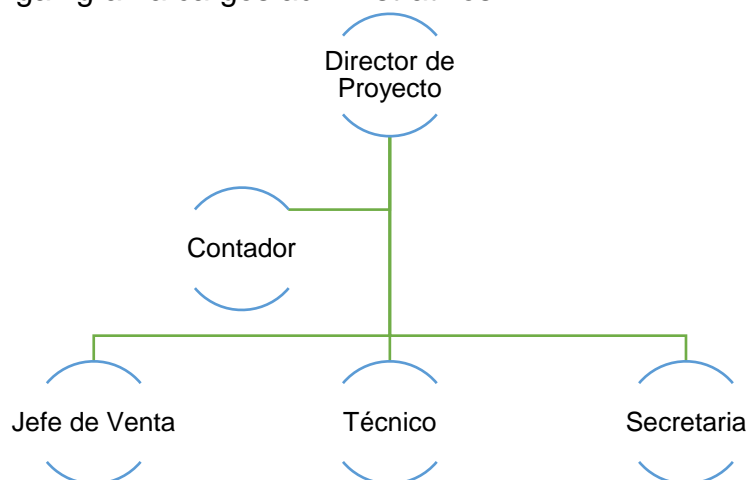 Director de
Proyecto
Contador
Jefe de Venta
Técnico
Secretaria